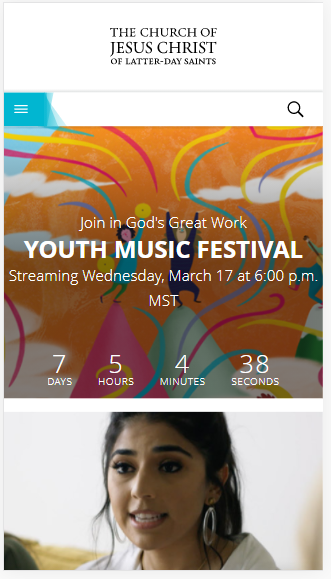 THE CHURCH OF
JESUS CHRIST
OF LATTER-DAY SAINTS
Join in God's Great Work
YOUTH MUSIC FESTIVAL
Streaming Wednesday, March 17 at 6:00 p.m.
MST
7 5 4 38
DAYS HOURS MINUTES SECONDS